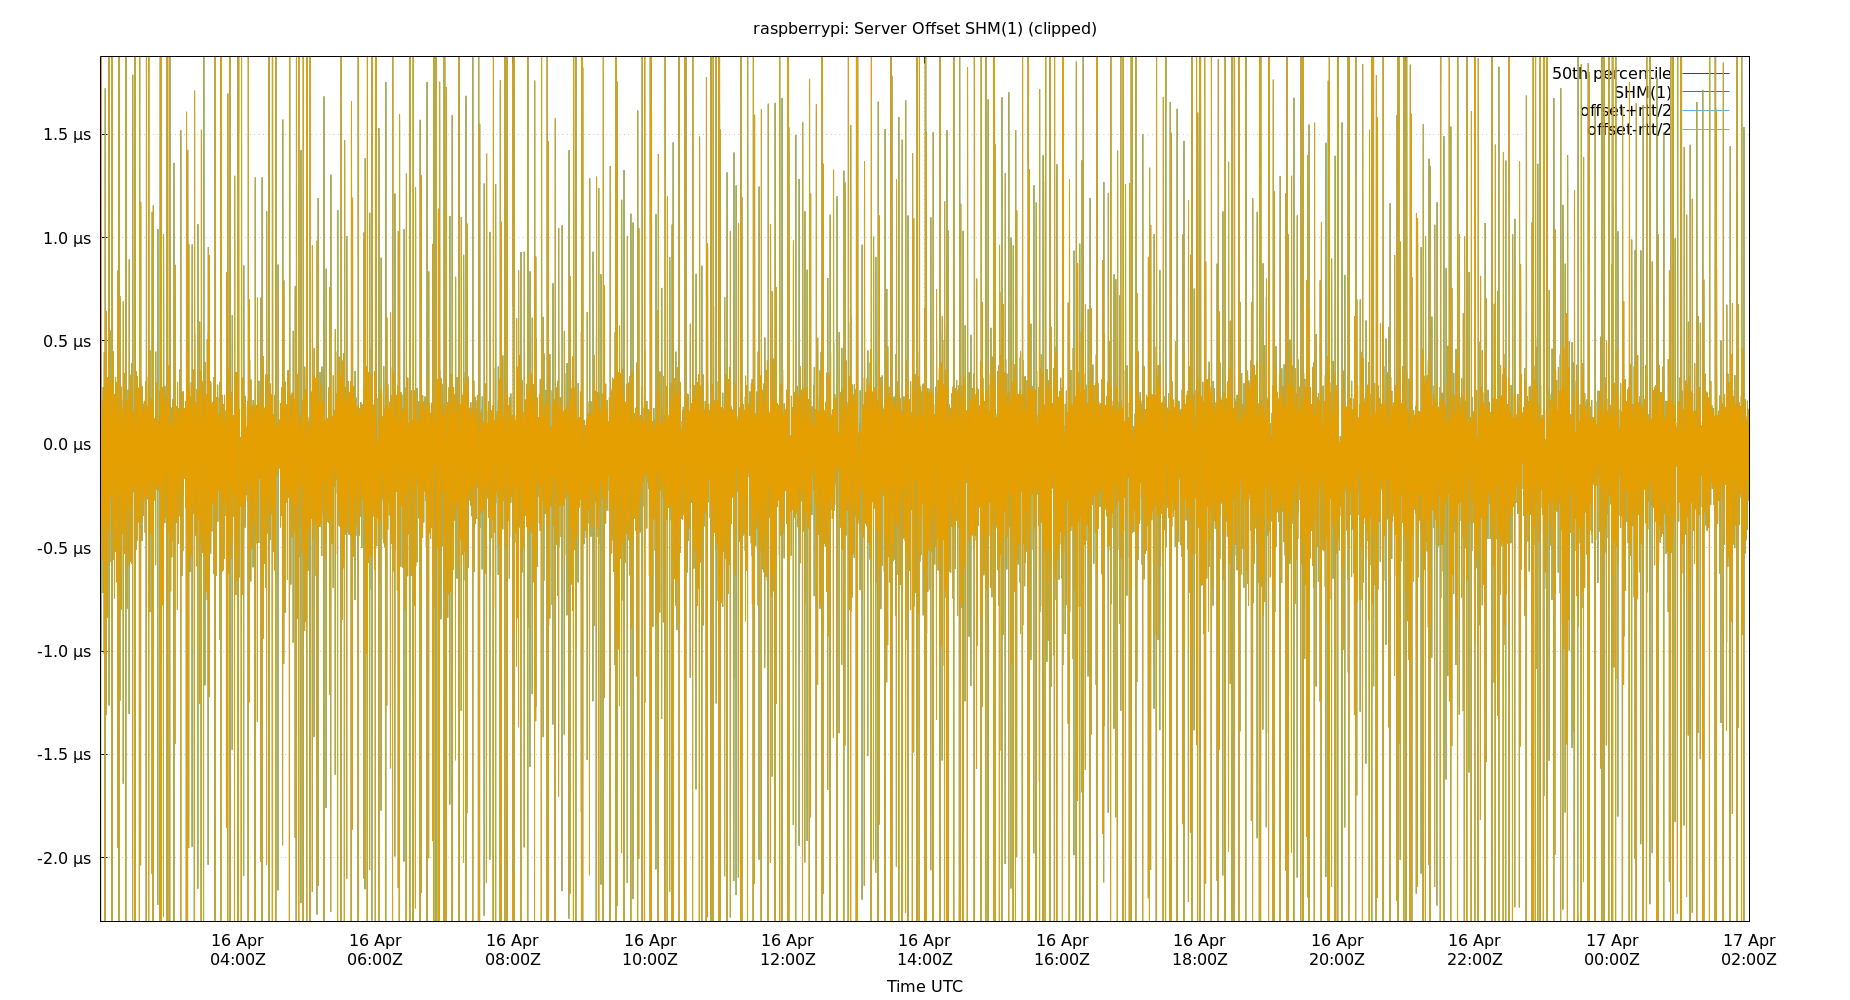 raspberrypi: Server Offset SHM(1) (clipped)
50th percentile
SHM(1)
offset+rtt/2
offset-rtt/2
1.5 μs
1.0 μs
0.5 μs
0.0 μs
-0.5 μs
-1.0 μs
-1.5 μs
-2.0 μs
16 Apr 16 Apr 16 Apr 16 Apr 16 Apr 16 Apr 16 Apr 16 Apr 16 Apr 16 Apr 17 Apr 17 Apr
04:00Z 06:00Z 08:00Z 10:00Z 12:00Z 14:00Z 16:00Z 18:00Z 20:00Z 22:00Z 00:00Z 02:00Z
Time UTC